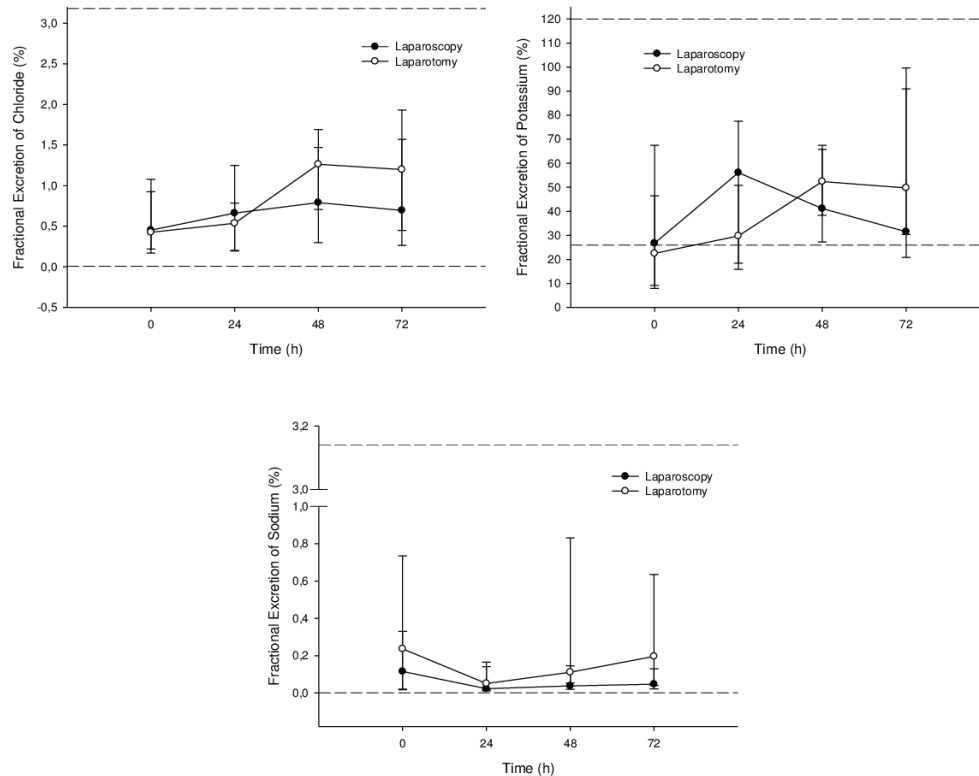 Fractional Excretion of Chloride (%)
3,0
2,5
2,0
1,5
1,0
0,5
0,0
-0,5
Laparoscopy
Laparotomy
0 24 48 72
Time (h)
Fractional Excretion of Potassium (%)
120
110
100
90
80
70
60
50
40
30
20
10
0
Laparoscopy
Laparotomy
0 24 48 72
Time (h)
Fractional Excretion of Sodium (%)
3,2
3,0
1,0
0,8
0,6
0,4
0,2
0,0
Laparoscopy
Laparotomy
0 24 48 72
Time (h)